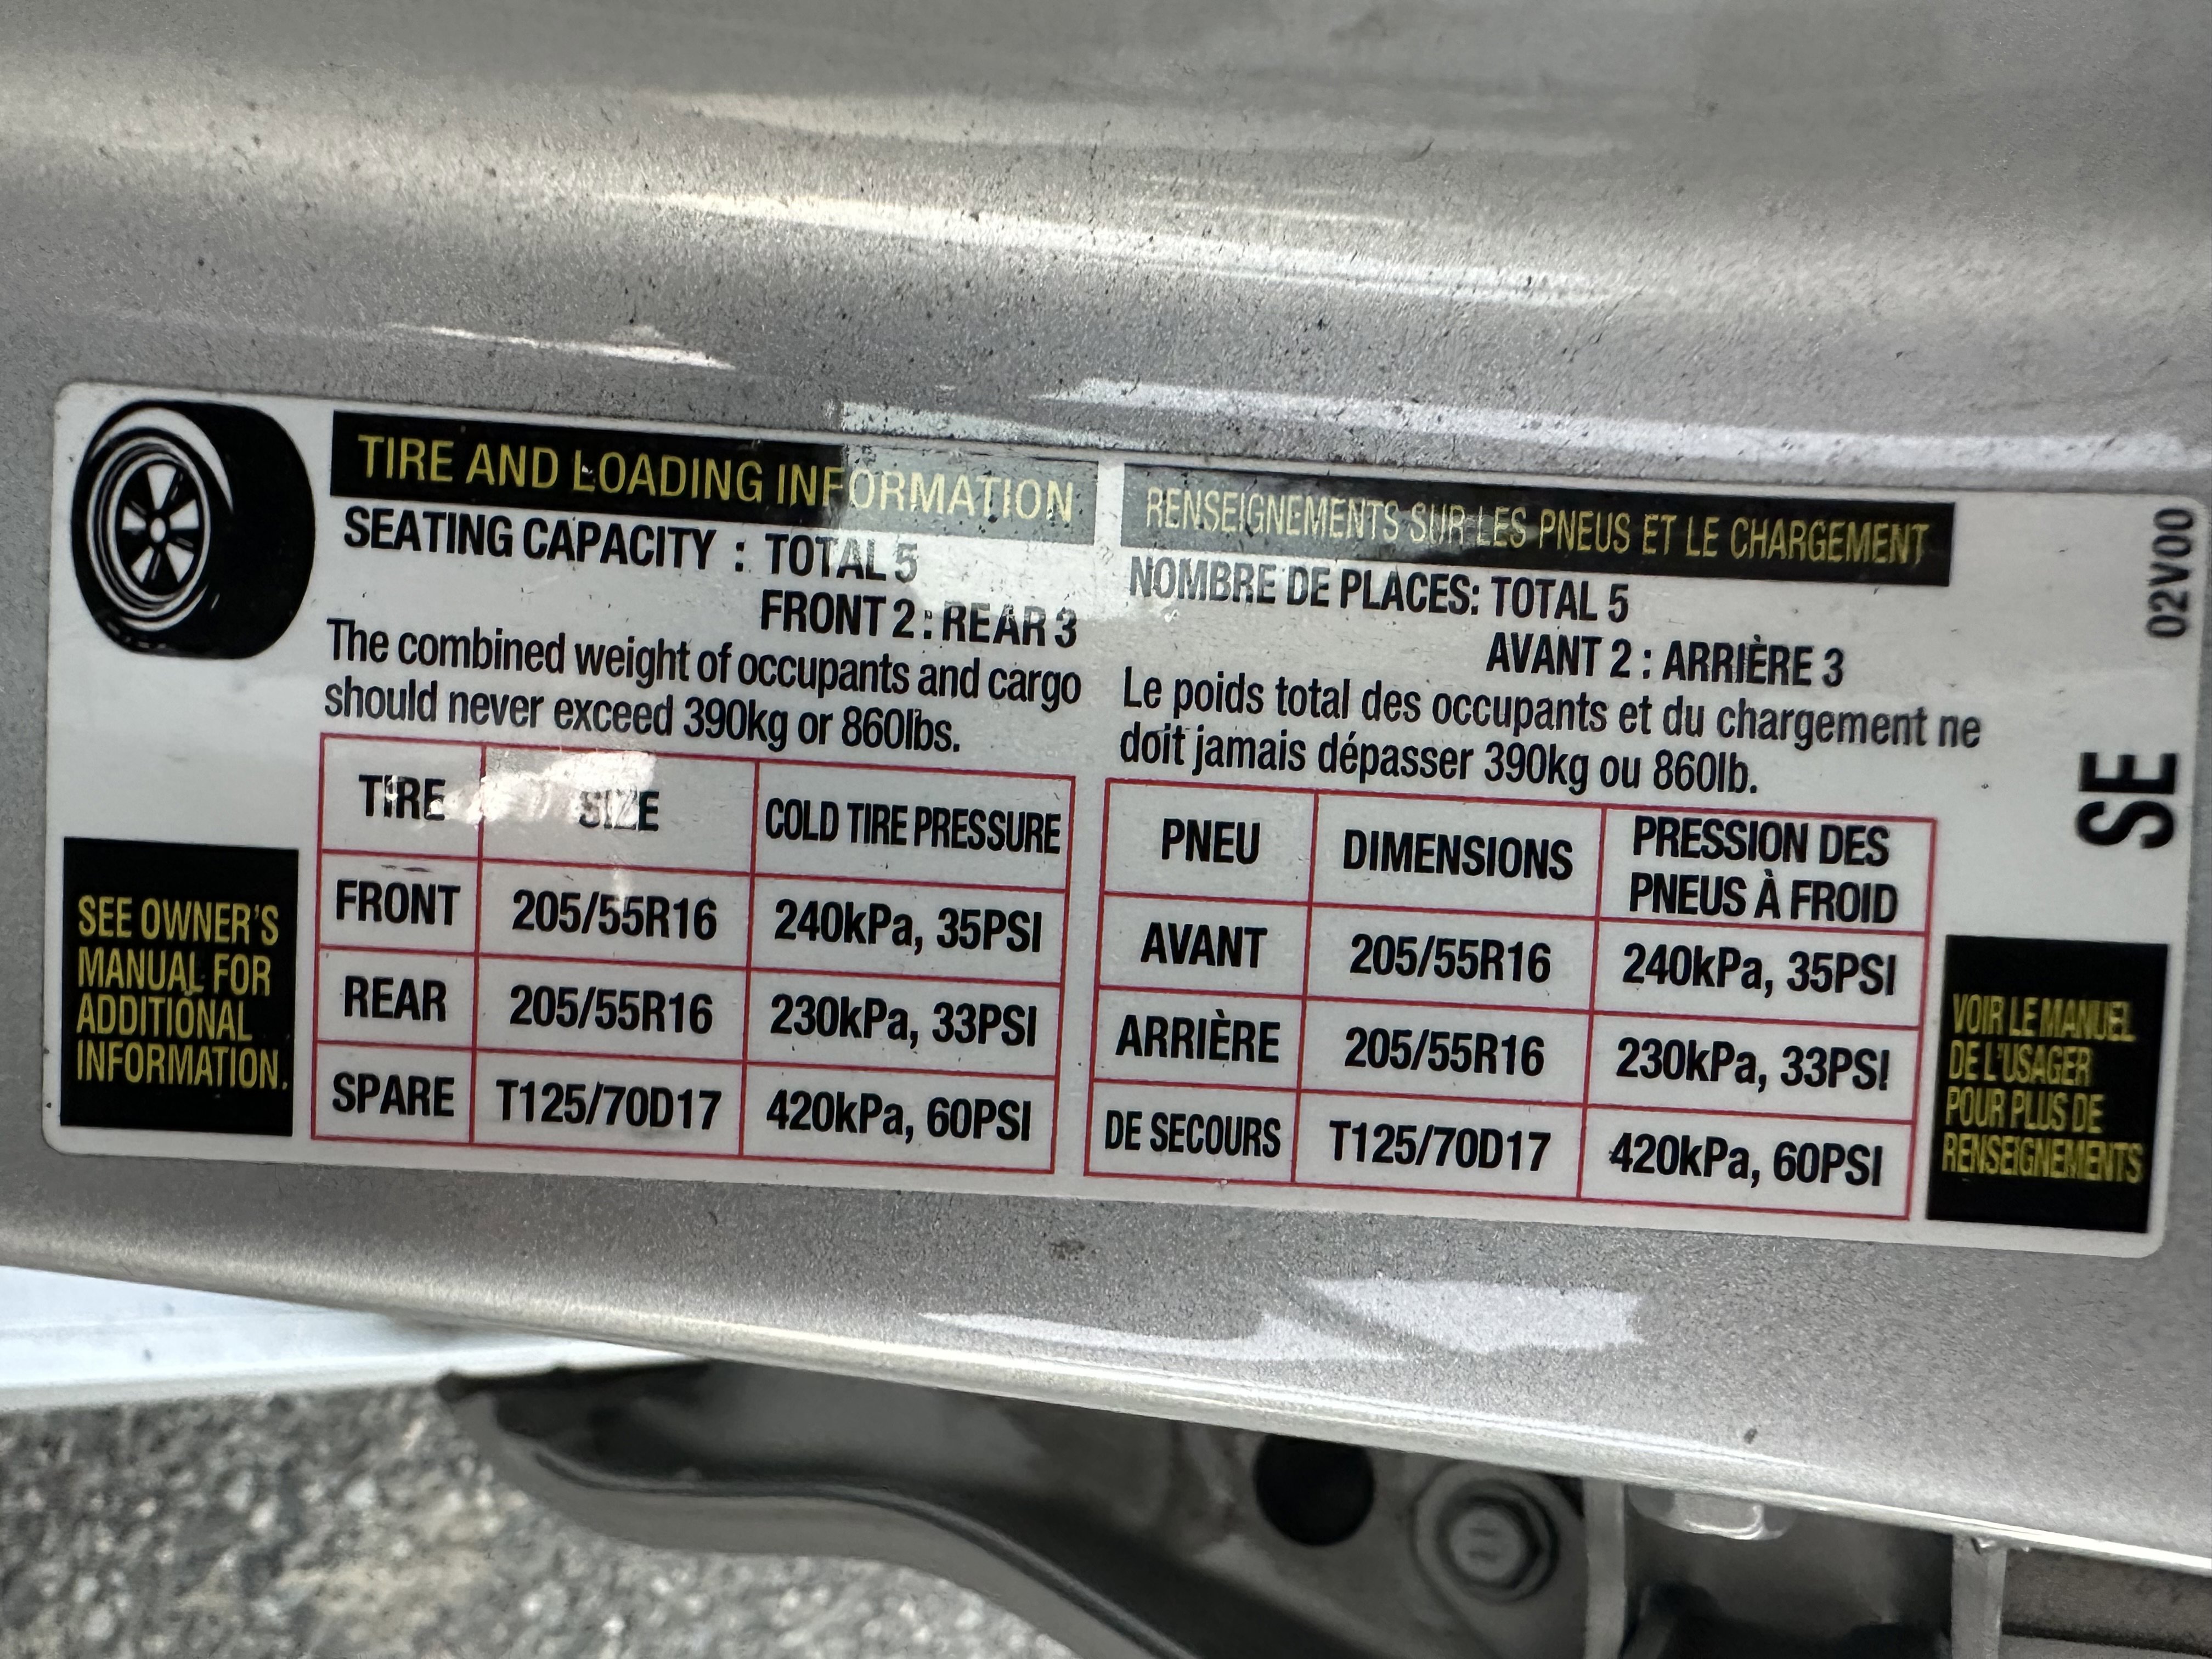 TIRE AND LOADING INFORMATION
SEATING CAPACITY : TOTAL 5
FRONT 2 : REAR 3
The combined weight of occupants and cargo
should never exceed 390kg or 860lbs.
TIRE SIZE COLD TIRE PRESSURE
FRONT 205/55R16 240kPa, 35PSI
REAR 205/55R16 230kPa, 33PSI
SPARE T125/70D17 420kPa, 60PSI
SEE OWNER'S
MANUAL FOR
ADDITIONAL
INFORMATION.
RENSEIGNEMENTS SUR LES PNEUS ET LE CHARGEMENT
NOMBRE DE PLACES: TOTAL 5
AVANT 2 : ARRIÈRE 3
Le poids total des occupants et du chargement ne
doit jamais dépasser 390kg ou 860lb.
PNEU DIMENSIONS PRESSION DES
PNEUS À FROID
AVANT 205/55R16 240kPa, 35PSI
ARRIÈRE 205/55R16 230kPa, 33PSI
DE SECOURS T125/70D17 420kPa, 60PSI
VOIR LE MANUEL
DE L'USAGER
POUR PLUS DE
RENSEIGNEMENTS
02V00
SE